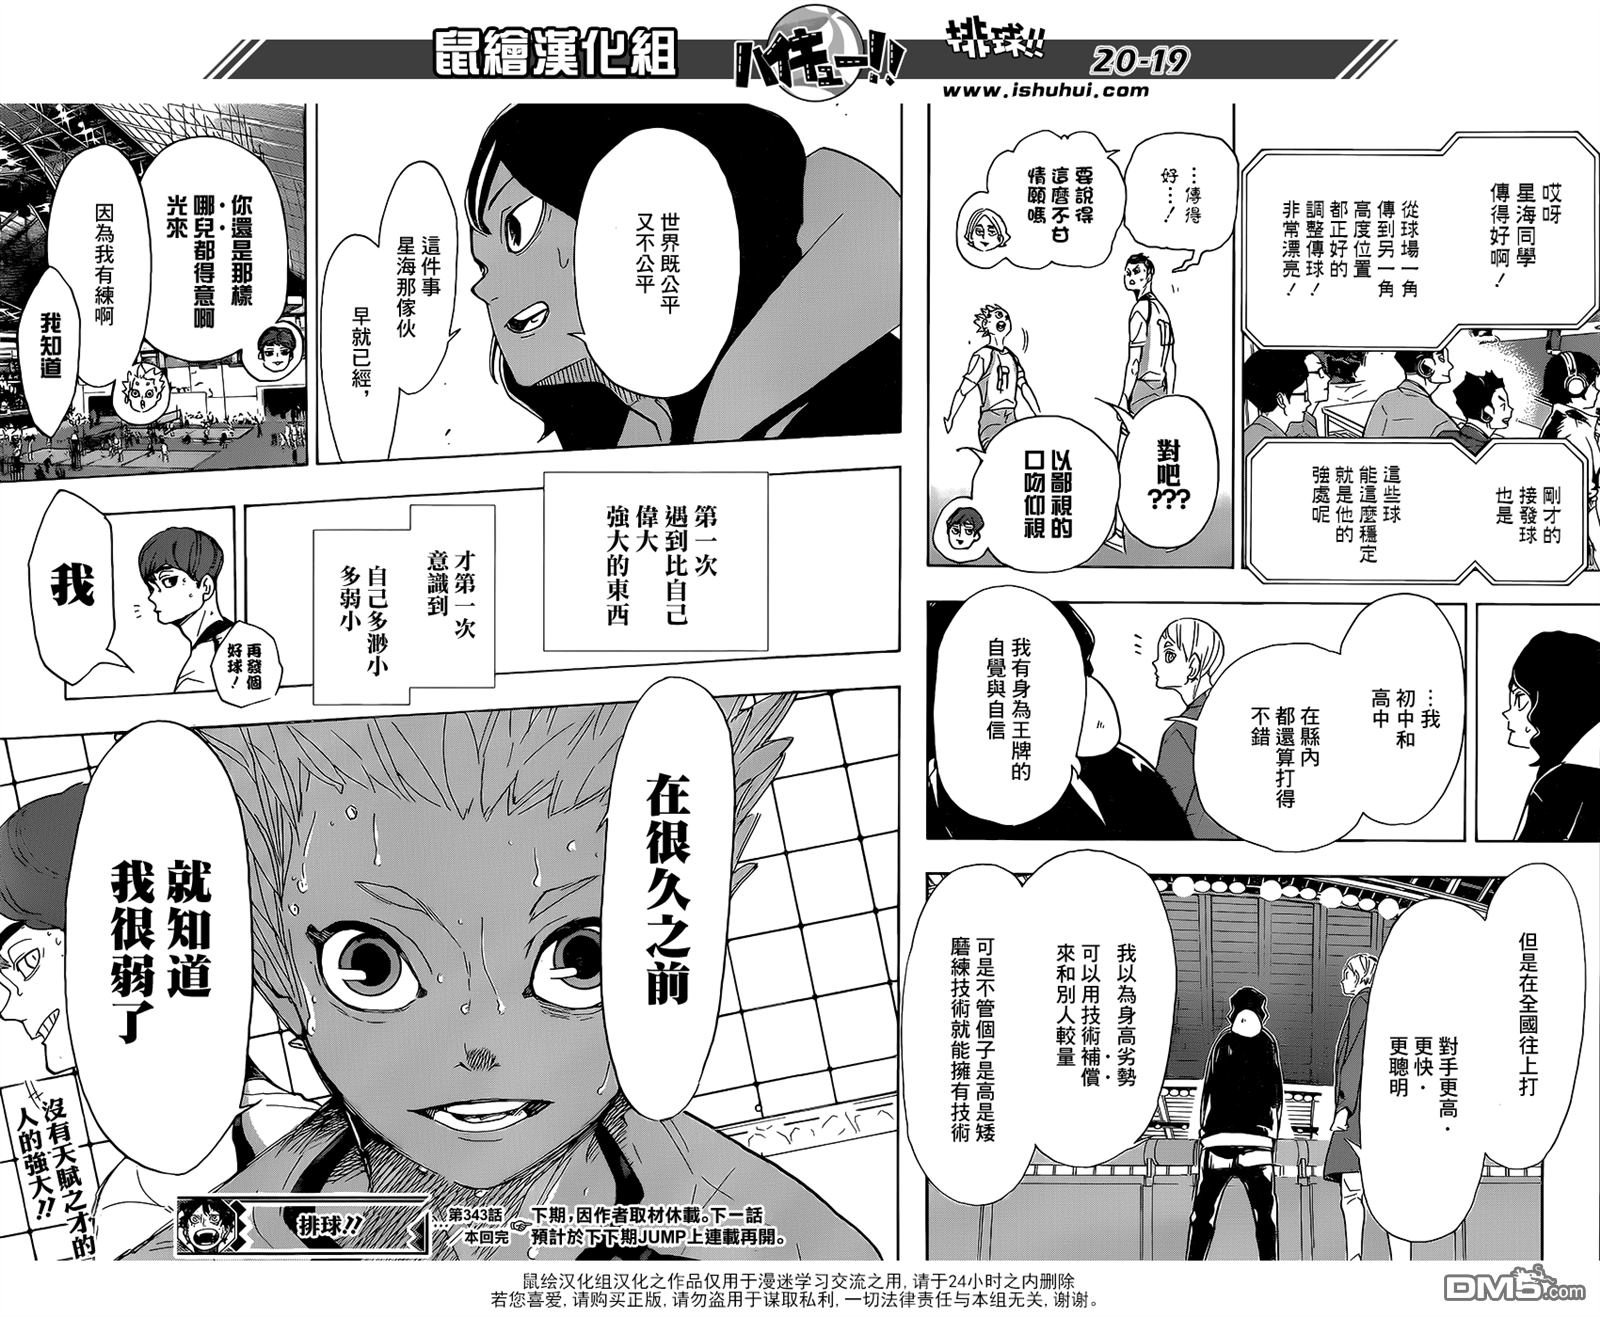 鼠繪漢化組
ハイキュー!!
排球!!
20-19
www.ishuhui.com
哎呀
星海同學
傳得好啊！
從球場一角
傳到另一角
高度位置
都正好的
調整傳球！
非常漂亮！
剛才的
接發球
也是
這些球
能這麼穩定
就是他的
強處呢
…傳得
好…！
要說得
這麼不甘
情願嗎
對吧
???
以鄙視的
口吻仰視
…我
初中和
高中
在縣內
都還算打得
不錯
我有身為王牌的
自覺與自信
但是在全國往上打
對手更高．
更快．
更聰明
我以為身高劣勢
可以用技術補償
來和別人較量
可是不管個子是高是矮
磨練技術就能擁有技術
世界既公平
又不公平
這件事
星海那傢伙
早就已經，
你還是那樣
哪兒都得意啊
光來
因為我有練啊
我知道
第一次
遇到比自己
偉大
強大的東西
才第一次
意識到
自己多渺小
多弱小
再發個
好球！
我
在很久之前
就知道
我很弱了
沒有天賦之才的
人的強大!!
排球!!
第343話
／本回完
下期，因作者取材休載。下一話
預計於下下期JUMP上連載再開。
鼠绘汉化组汉化之作品仅用于漫迷学习交流之用，请于24小时之内删除
若您喜爱，请购买正版，请勿盗用于谋取私利，一切法律责任与本组无关，谢谢。
DM5.com